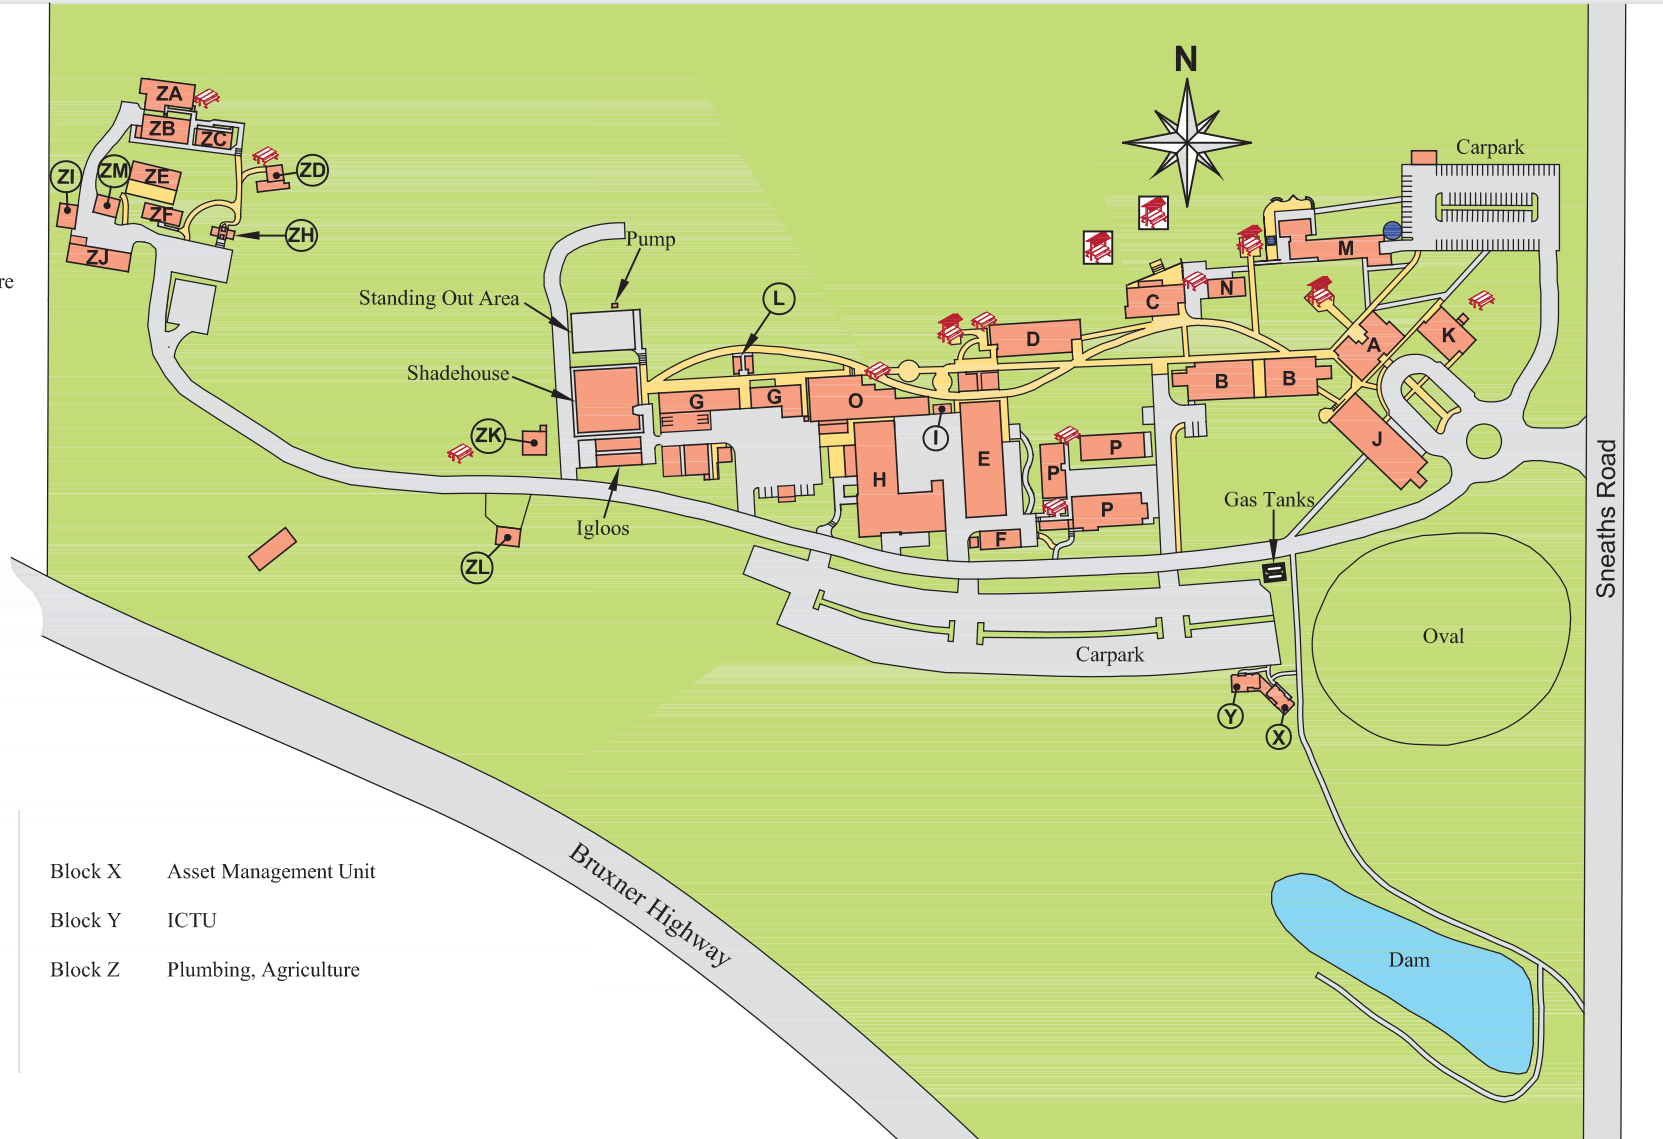 N
Carpark
ZA
ZB
ZC
ZI
ZM
ZE
ZD
ZF
ZH
ZJ
re
Pump
Standing Out Area
L
Shadehouse
M
N
C
D
A
K
B
B
G
G
O
I
J
ZK
E
P
P
P
H
F
Igloos
ZL
Gas Tanks
Sneaths Road
Oval
Carpark
Y
X
Bruxner Highway
Dam
Block X Asset Management Unit
Block Y ICTU
Block Z Plumbing, Agriculture